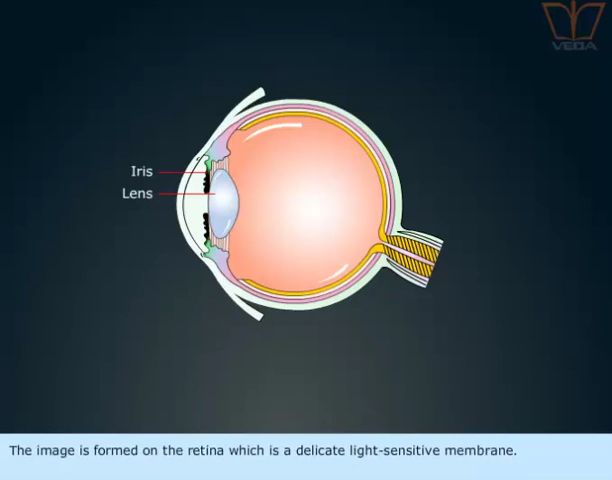 VEDA
Iris
Lens
The image is formed on the retina which is a delicate light-sensitive membrane.